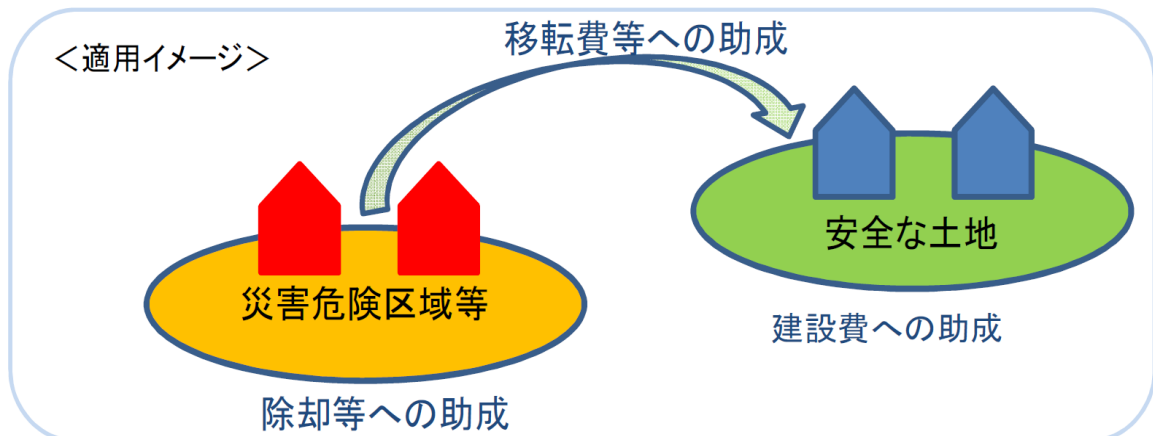 ＜適用イメージ＞
移転費等への助成
災害危険区域等
除却等への助成
安全な土地
建設費への助成